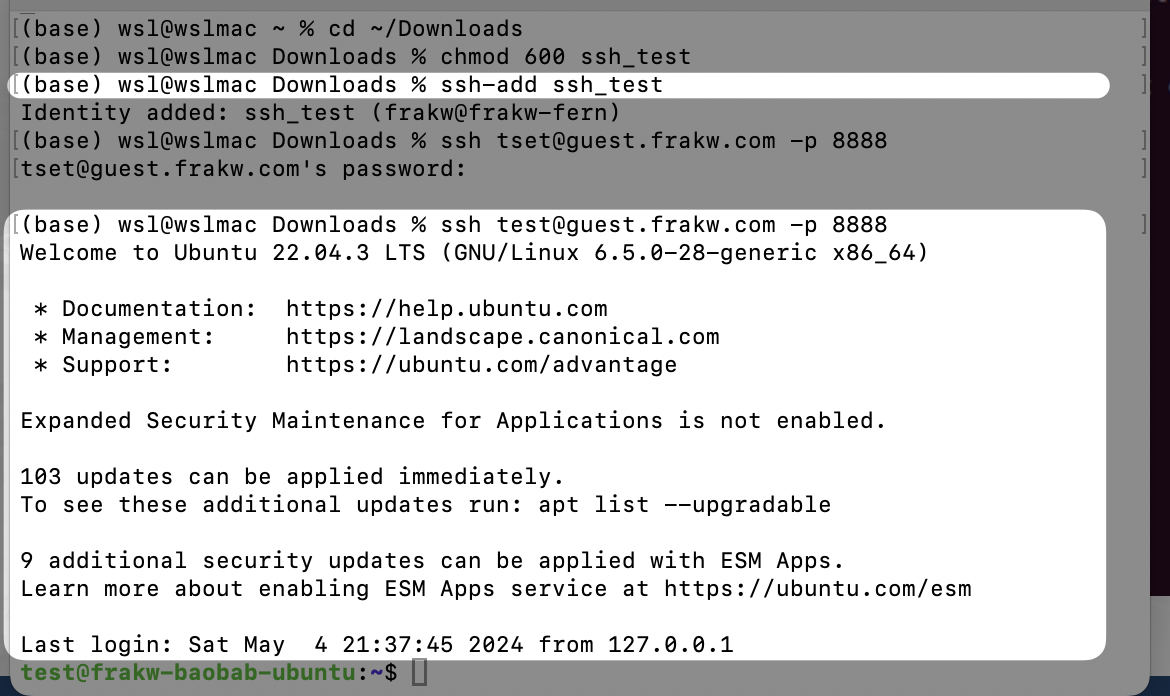 [(base) wsl@wslmac ~ % cd ~/Downloads ]
[(base) wsl@wslmac Downloads % chmod 600 ssh_test ]
[(base) wsl@wslmac Downloads % ssh-add ssh_test ]
Identity added: ssh_test (frakw@frakw-fern)
[(base) wsl@wslmac Downloads % ssh tset@guest.frakw.com -p 8888 ]
[tset@guest.frakw.com's password: ]
[(base) wsl@wslmac Downloads % ssh test@guest.frakw.com -p 8888 ]
Welcome to Ubuntu 22.04.3 LTS (GNU/Linux 6.5.0-28-generic x86_64)
* Documentation: https://help.ubuntu.com
* Management: https://landscape.canonical.com
* Support: https://ubuntu.com/advantage
Expanded Security Maintenance for Applications is not enabled.
103 updates can be applied immediately.
To see these additional updates run: apt list --upgradable
9 additional security updates can be applied with ESM Apps.
Learn more about enabling ESM Apps service at https://ubuntu.com/esm
Last login: Sat May  4 21:37:45 2024 from 127.0.0.1
test@frakw-baobab-ubuntu:~$